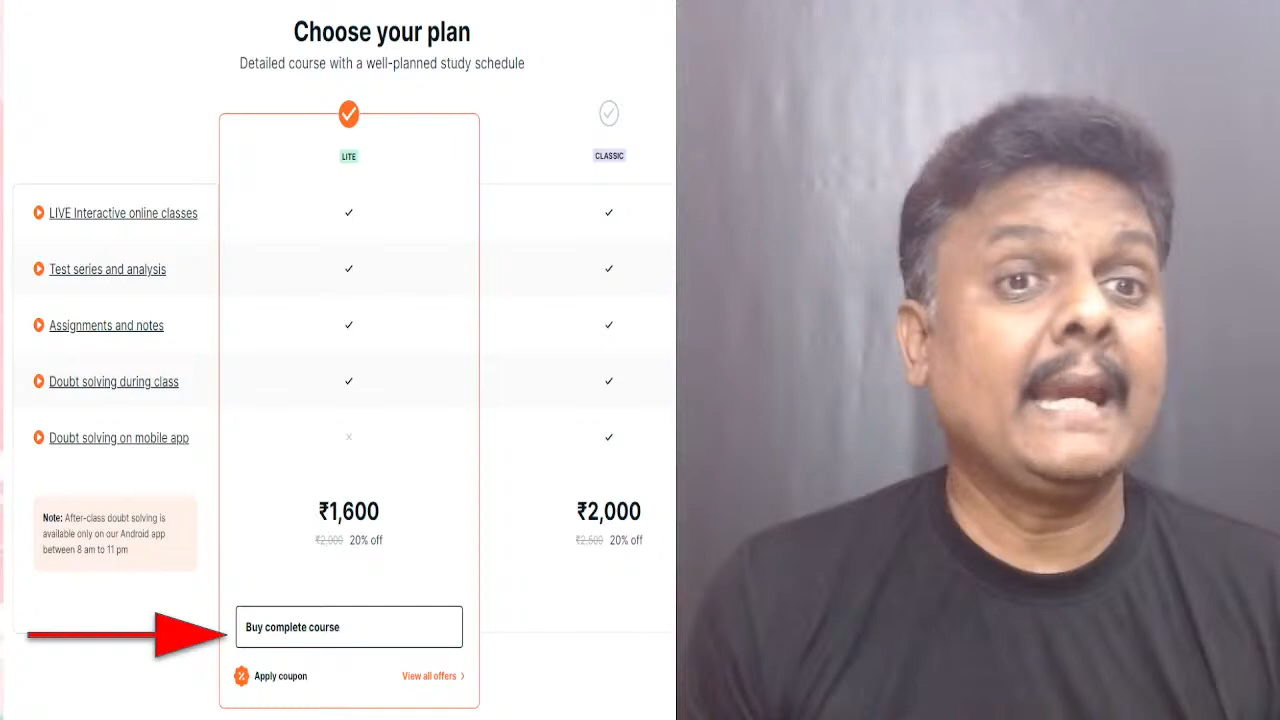 Choose your plan
Detailed course with a well-planned study schedule
LITE
CLASSIC
LIVE Interactive online classes
Test series and analysis
Assignments and notes
Doubt solving during class
Doubt solving on mobile app
Note: After-class doubt solving is
available only on our Android app
between 8 am to 11 pm
₹1,600
₹2,000 20% off
₹2,000
₹2,500 20% off
Buy complete course
Apply coupon
View all offers